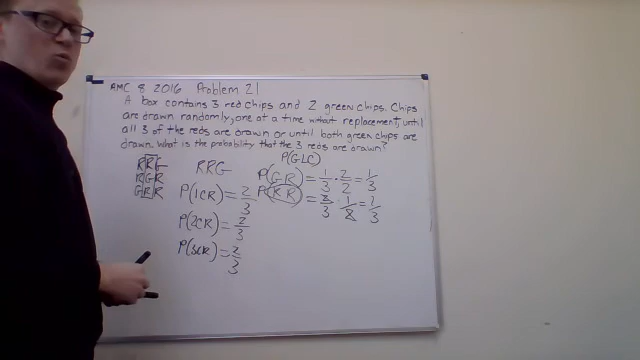 AMC 8 2016 Problem 21
A box contains 3 red chips and 2 green chips. Chips
are drawn randomly, one at a time without replacement, until
all 3 of the reds are drawn or until both green chips are
drawn. What is the probability that the 3 reds are drawn?
RRG
RGR
GRR
RRG
P(1CR) = 2/3
P(2CR) = 2/3
P(3CR) = 2/3
P(GLC)
P(GR) = 1/3 · 2/2 = 1/3
P(RR) = 2/3 · 1/2 = 1/3